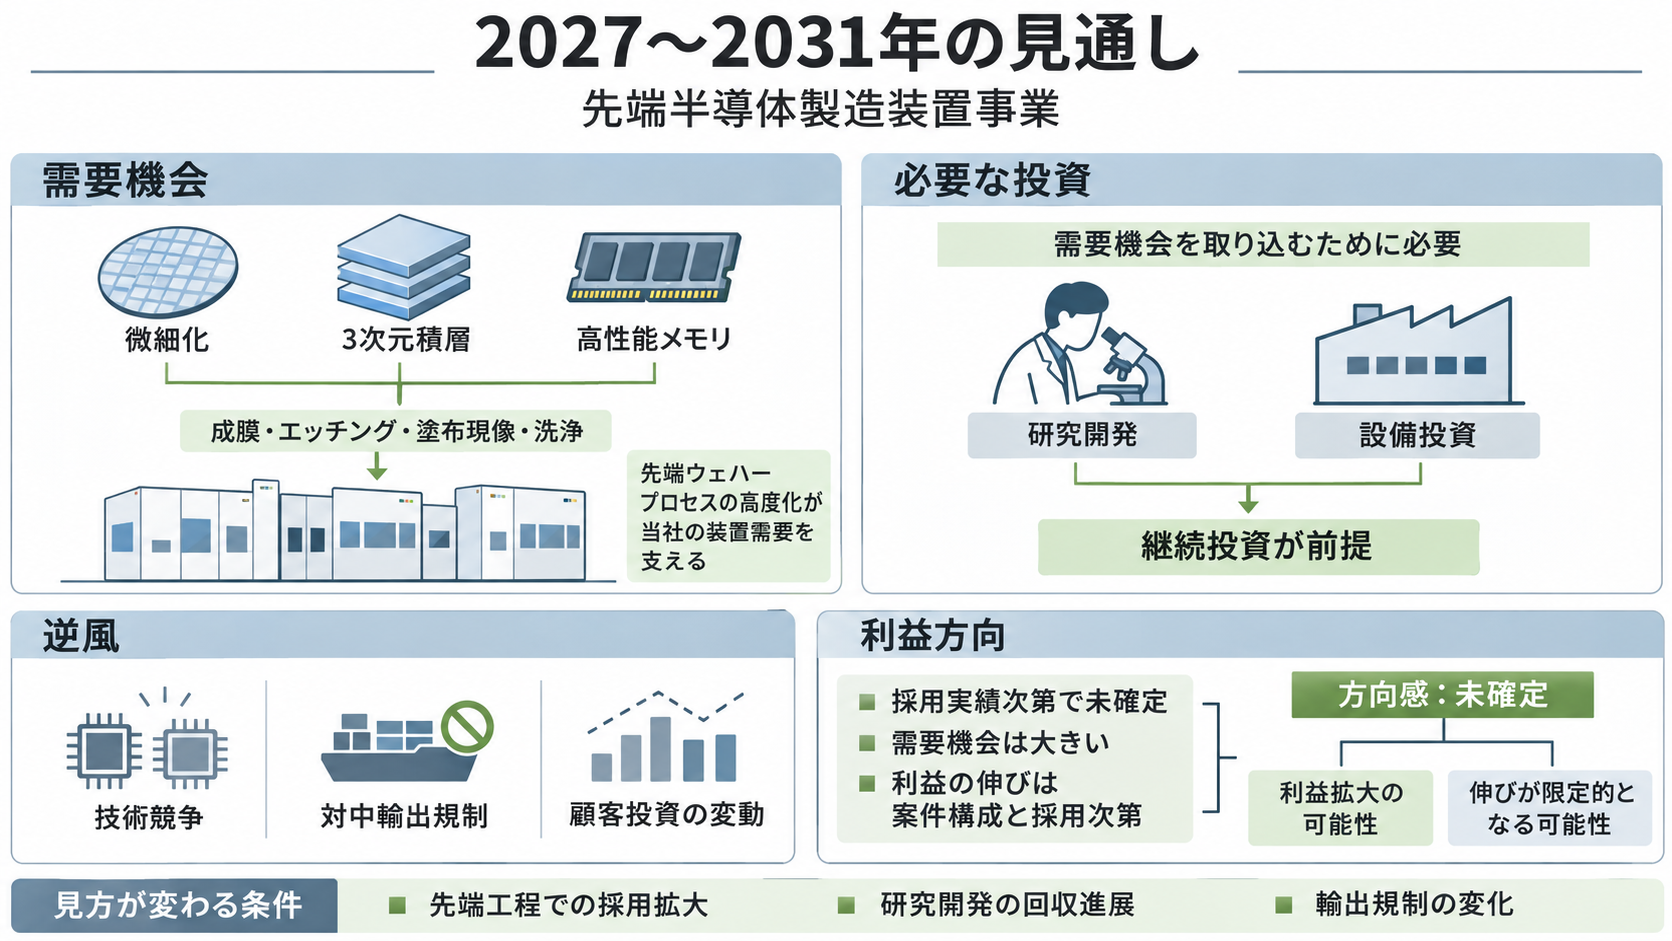 2027～2031年の見通し
先端半導体製造装置事業
需要機会
微細化
3次元積層
高性能メモリ
成膜・エッチング・塗布現像・洗浄
先端ウェハー
プロセスの高度化が
当社の装置需要を
支える
必要な投資
需要機会を取り込むために必要
研究開発
設備投資
継続投資が前提
逆風
技術競争
対中輸出規制
顧客投資の変動
利益方向
採用実績次第で未確定
需要機会は大きい
利益の伸びは
案件構成と採用次第
方向感：未確定
利益拡大の
可能性
伸びが限定的と
なる可能性
見方が変わる条件
先端工程での採用拡大
研究開発の回収進展
輸出規制の変化